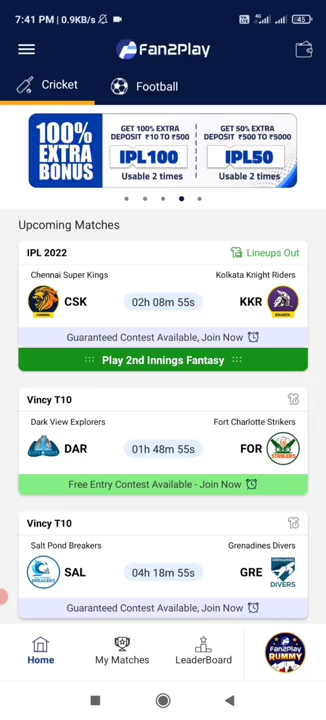 7:41 PM | 0.9KB/s
4G
45
Fan2Play
Cricket
Football
100% EXTRA BONUS
GET 100% EXTRA
DEPOSIT ₹10 TO ₹500
IPL100
Usable 2 times
GET 50% EXTRA
DEPOSIT ₹500 TO ₹5000
IPL50
Usable 2 times
Upcoming Matches
IPL 2022
Lineups Out
Chennai Super Kings
Kolkata Knight Riders
CSK
02h 08m 55s
KKR
Guaranteed Contest Available, Join Now
Play 2nd Innings Fantasy
Vincy T10
Dark View Explorers
Fort Charlotte Strikers
DAR
01h 48m 55s
FOR
STRIKERS
Free Entry Contest Available - Join Now
Vincy T10
Salt Pond Breakers
Grenadines Divers
SAL
BREAKERS
04h 18m 55s
GRE
GRENADINES
DIVERS
Guaranteed Contest Available, Join Now
Home
My Matches
LeaderBoard
Fan2Play
RUMMY